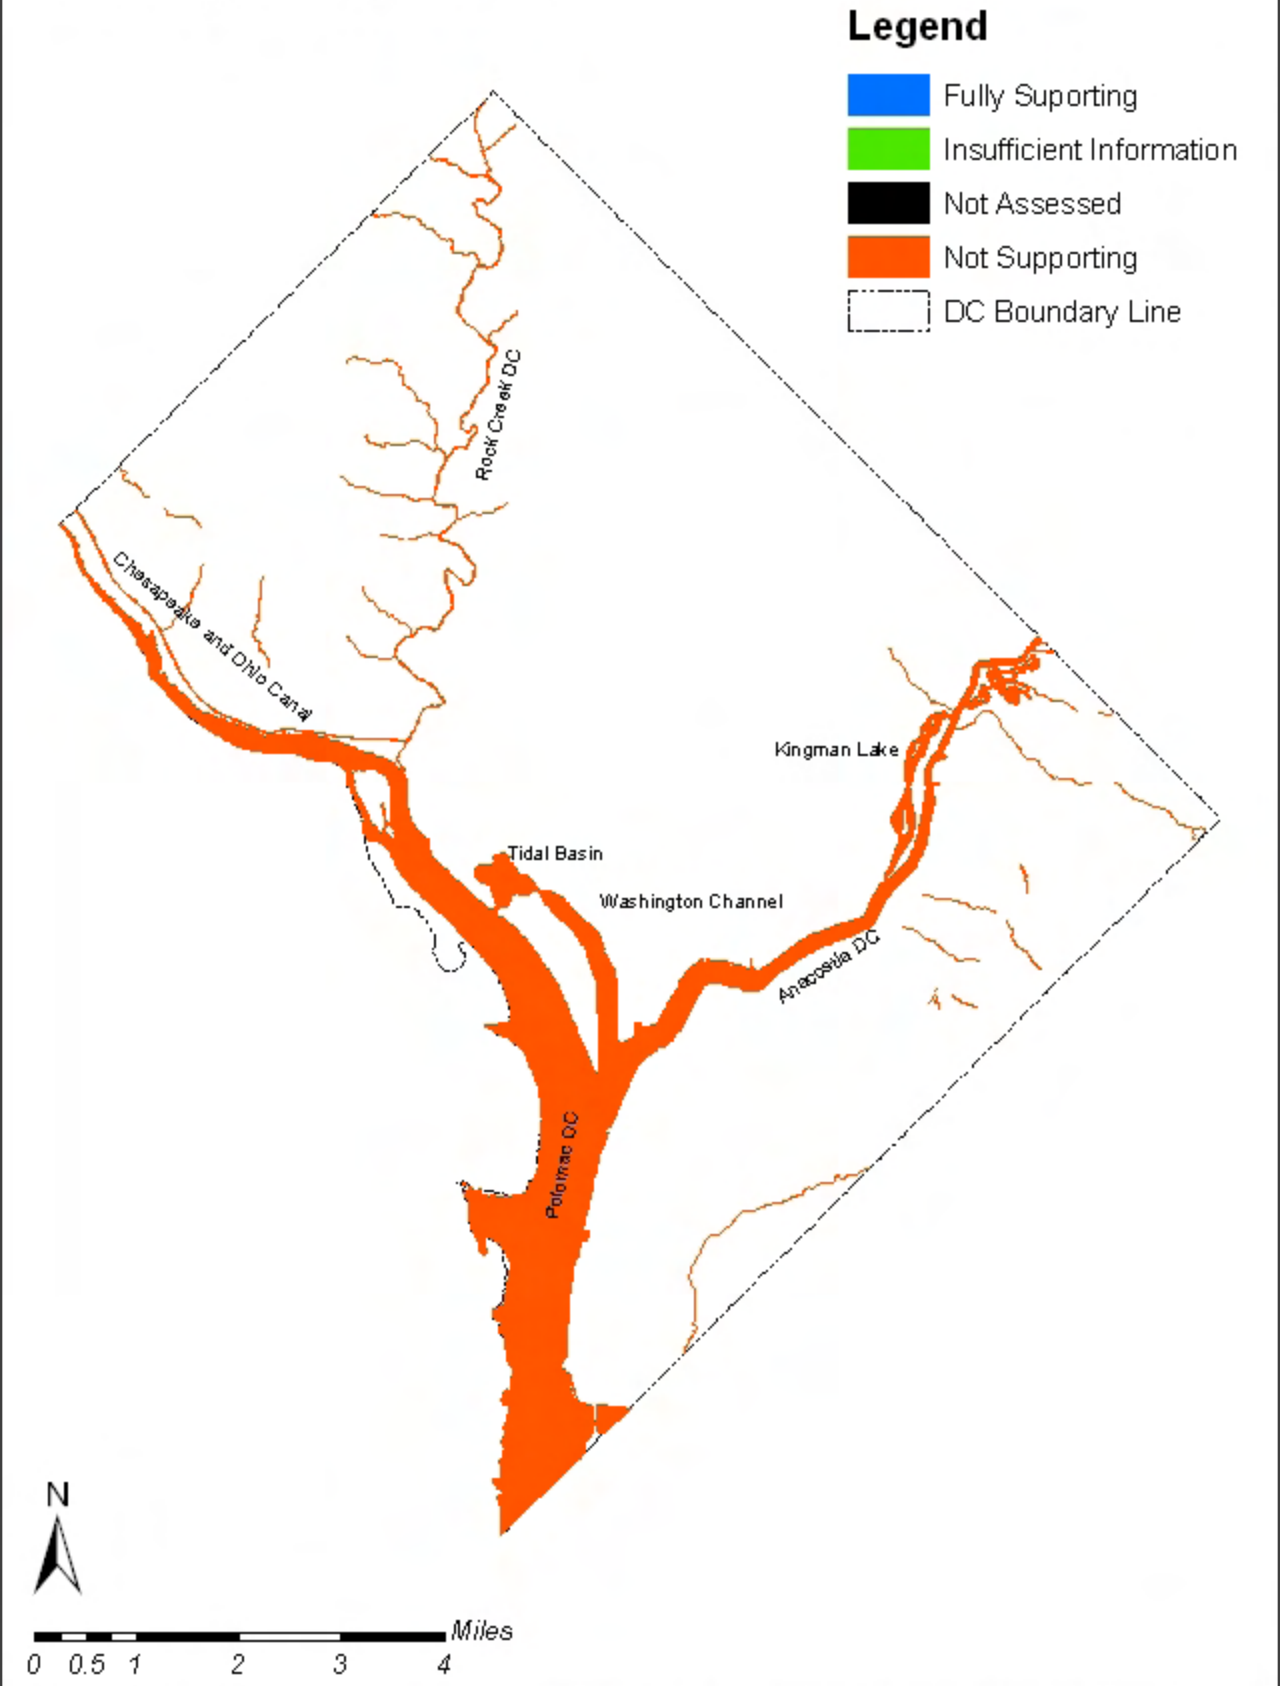 Legend
Fully Suporting
Insufficient Information
Not Assessed
Not Supporting
DC Boundary Line
Rock Creek DC
Chesapeake and Ohio Canal
Kingman Lake
Tidal Basin
Washington Channel
Anacostia DC
Potomac DC
N
Miles
0 0.5 1 2 3 4